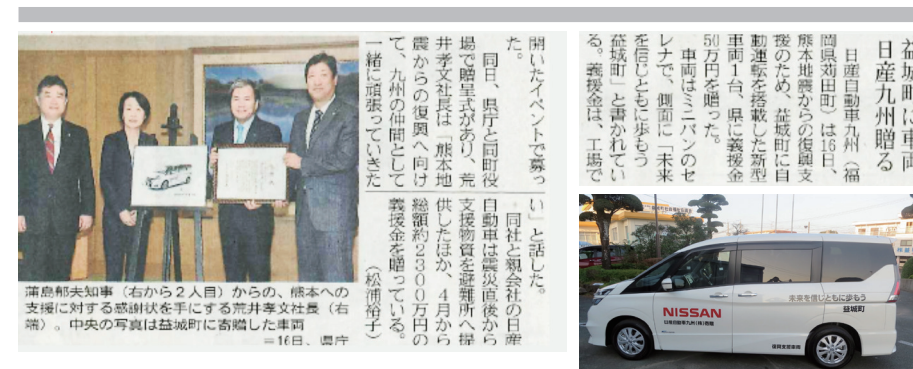 益城町に車両
日産九州贈る
日産自動車九州（福
岡県苅田町）は16日、
熊本地震からの復興支
援のため、益城町に自
動運転を搭載した新型
車両1台、県に義援金
50万円を贈った。
車両はミニバンのセ
レナで、側面に「未来
を信じともに歩もう
益城町」と書かれてい
る。義援金は、工場で
開いたイベントで募っ
た。
同日、県庁と同町役
場で贈呈式があり、荒
井孝文社長は「熊本地
震からの復興へ向け
て、九州の仲間として
一緒に頑張っていきた
い」と話した。
同社と親会社の日産
自動車は震災直後から
支援物資を避難所へ提
供したほか、4月から
総額約2300万円の
義援金を贈っている。
（松浦裕子）
蒲島郁夫知事（右から2人目）からの、熊本への
支援に対する感謝状を手にする荒井孝文社長（右
端）。中央の写真は益城町に寄贈した車両
＝16日、県庁
未来を信じともに歩もう
益城町
NISSAN
日産自動車九州(株)寄贈
復興支援車両